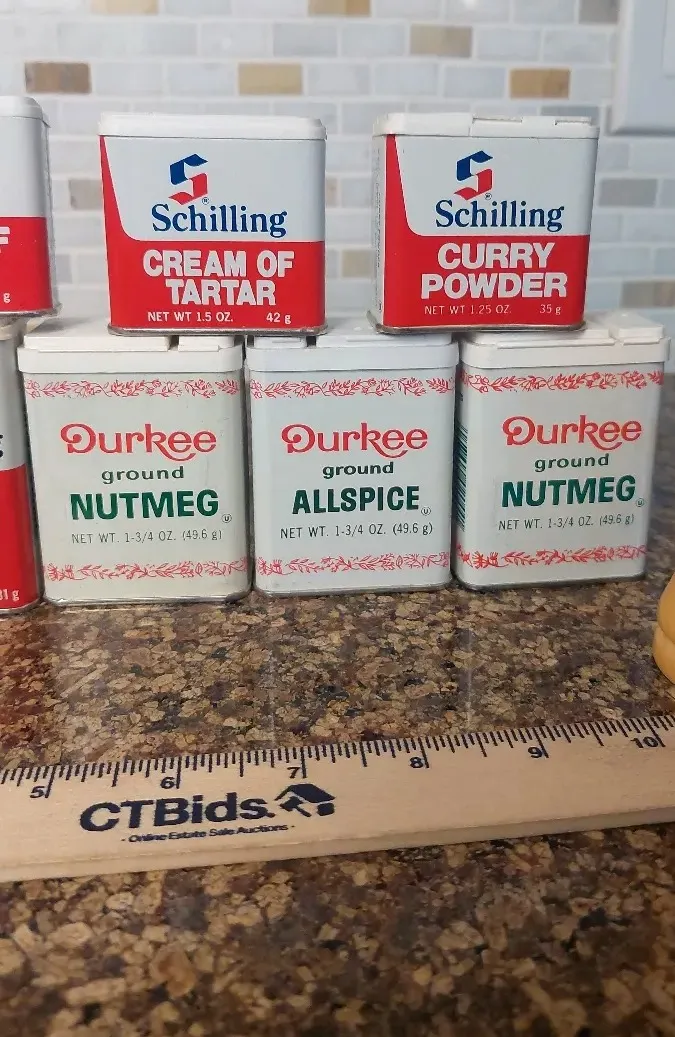 F
g
Schilling®
CREAM OF
TARTAR
NET WT 1.5 OZ. 42 g
Schilling
CURRY
POWDER
NET WT 1.25 OZ. 35 g
g
31 g
Durkee
ground
NUTMEG
NET WT. 1-3/4 OZ. (49.6 g)
Durkee
ground
ALLSPICE
NET WT. 1-3/4 OZ. (49.6 g)
Durkee
ground
NUTMEG
NET WT. 1-3/4 OZ. (49.6 g)
5 6 7 8 9 10
CTBids.
- Online Estate Sale Auctions -